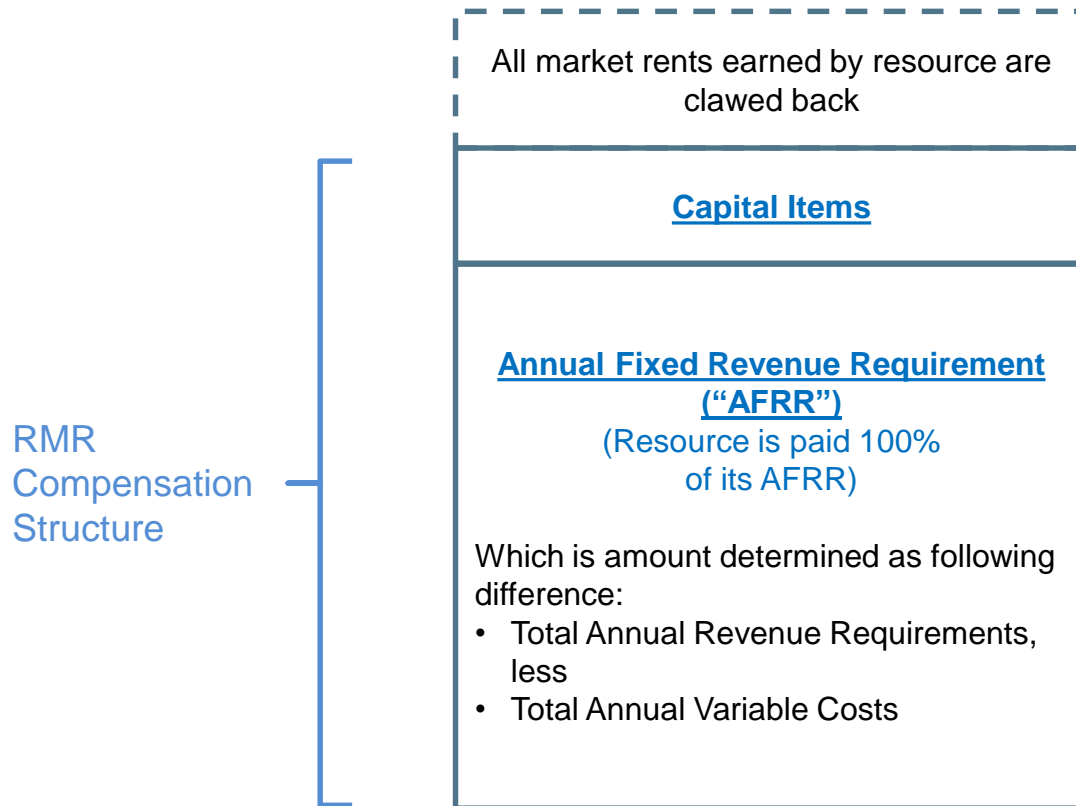 All market rents earned by resource are
clawed back
Capital Items
Annual Fixed Revenue Requirement
(“AFRR”)
(Resource is paid 100%
of its AFRR)
RMR
Compensation
Structure
Which is amount determined as following
difference:
• Total Annual Revenue Requirements,
less
• Total Annual Variable Costs